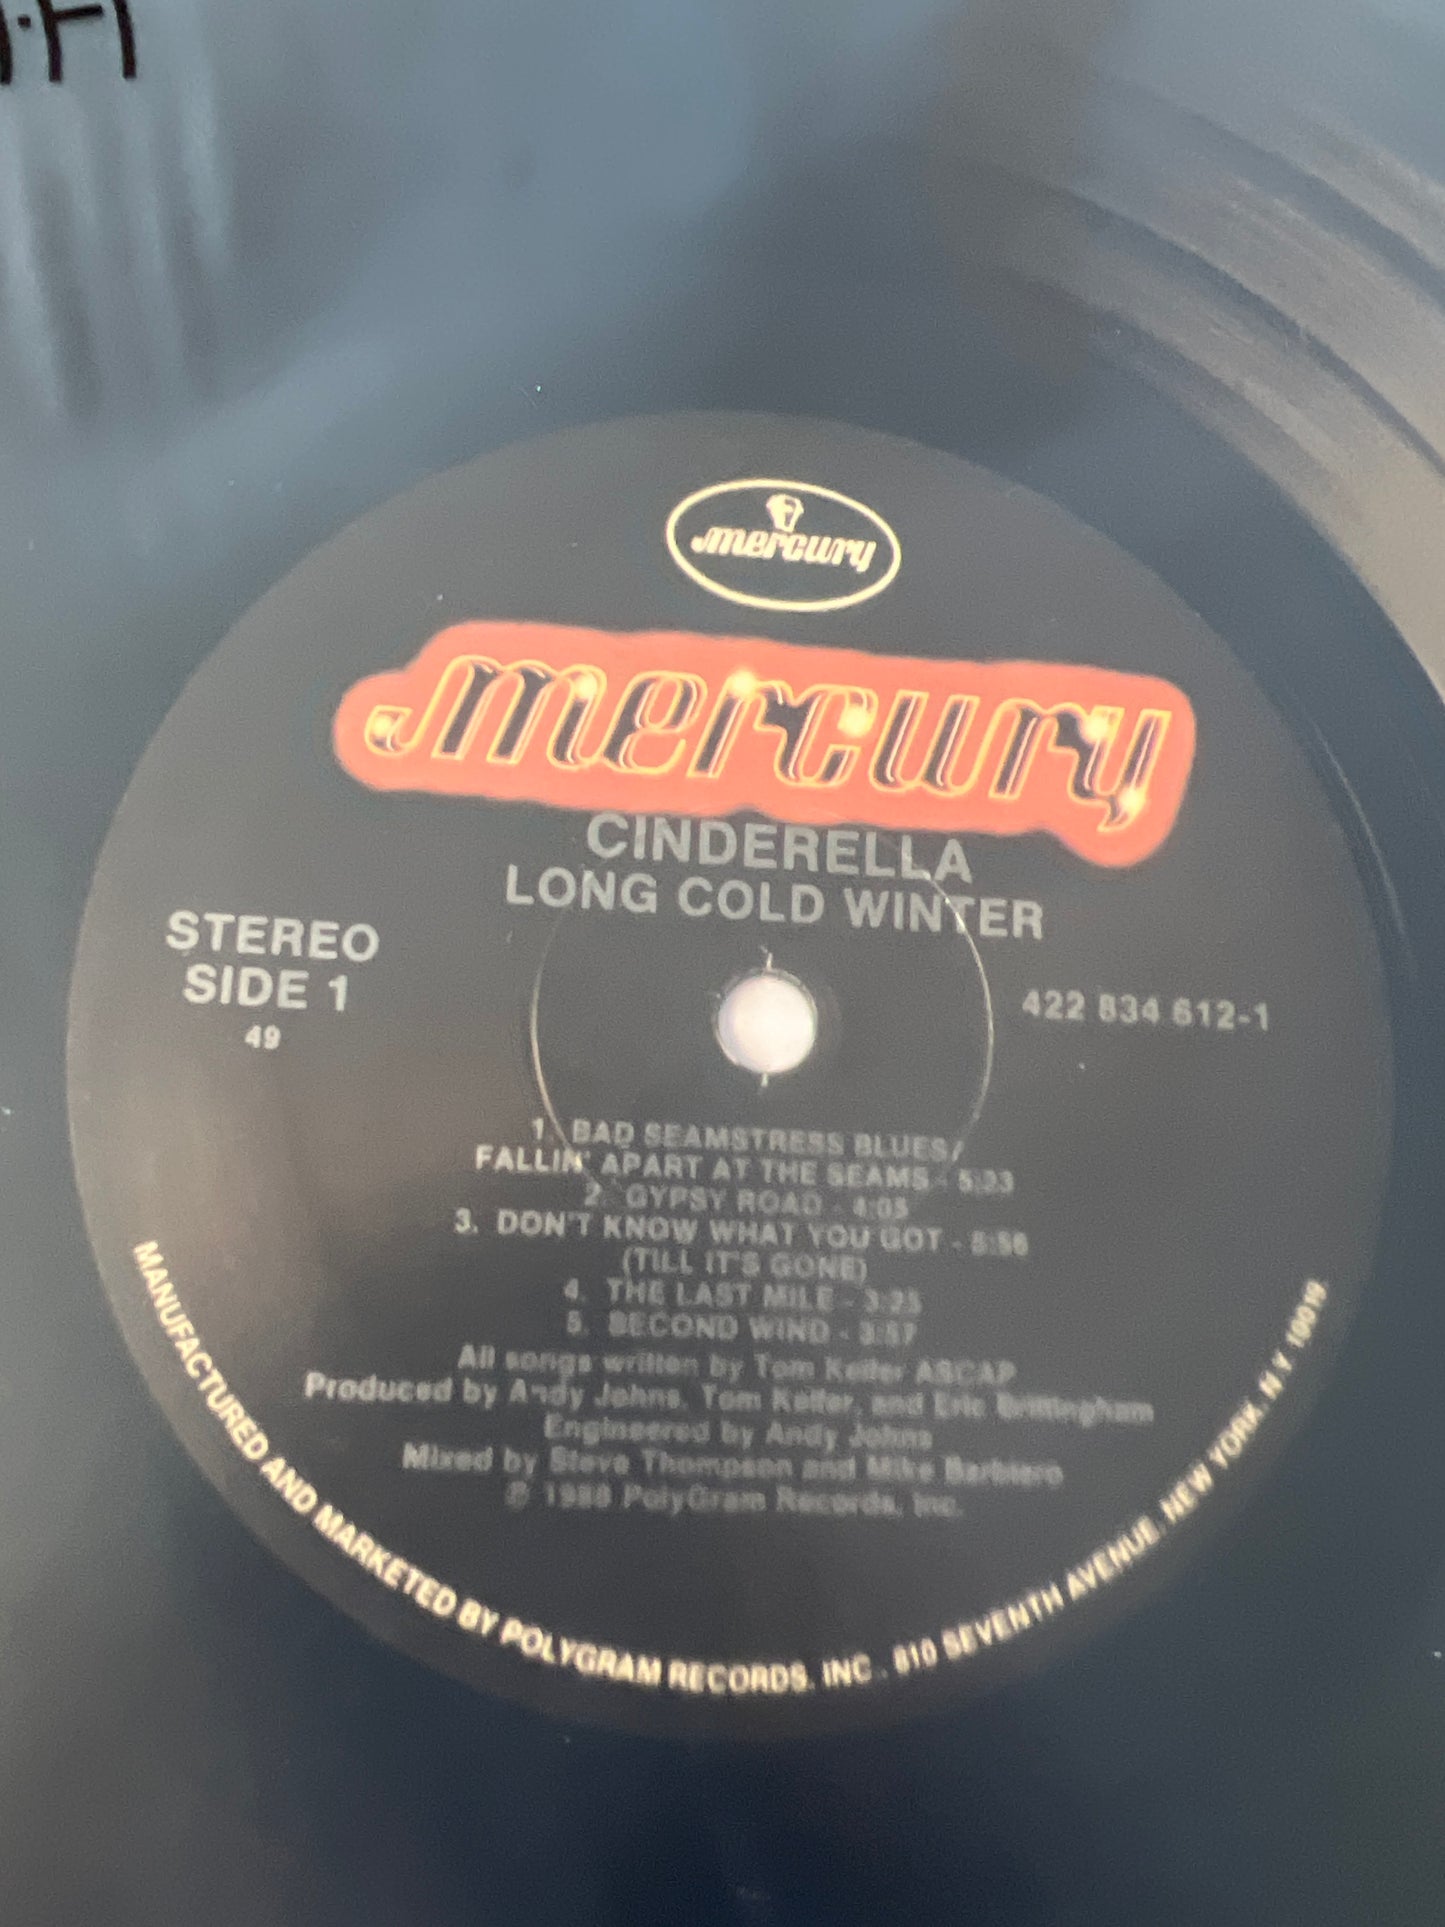 mercury
mercury
CINDERELLA
LONG COLD WINTER
STEREO
SIDE 1
49
422 834 612-1
1. BAD SEAMSTRESS BLUES/
FALLIN' APART AT THE SEAMS - 5:23
2. GYPSY ROAD - 4:05
3. DON'T KNOW WHAT YOU GOT -
(TILL IT'S GONE)
4. THE LAST MILE - 3:25
5. SECOND WIND - 3:57
All songs written by Tom Keifer ASCAP
Produced by Andy Johns, Tom Keifer, and Eric Brittingham
Engineered by Andy Johns
Mixed by Steve Thompson and Mike Barbiero
℗ 1988 PolyGram Records, Inc.
MANUFACTURED AND MARKETED BY POLYGRAM RECORDS, INC., 810 SEVENTH AVENUE, NEW YORK, N.Y. 10019